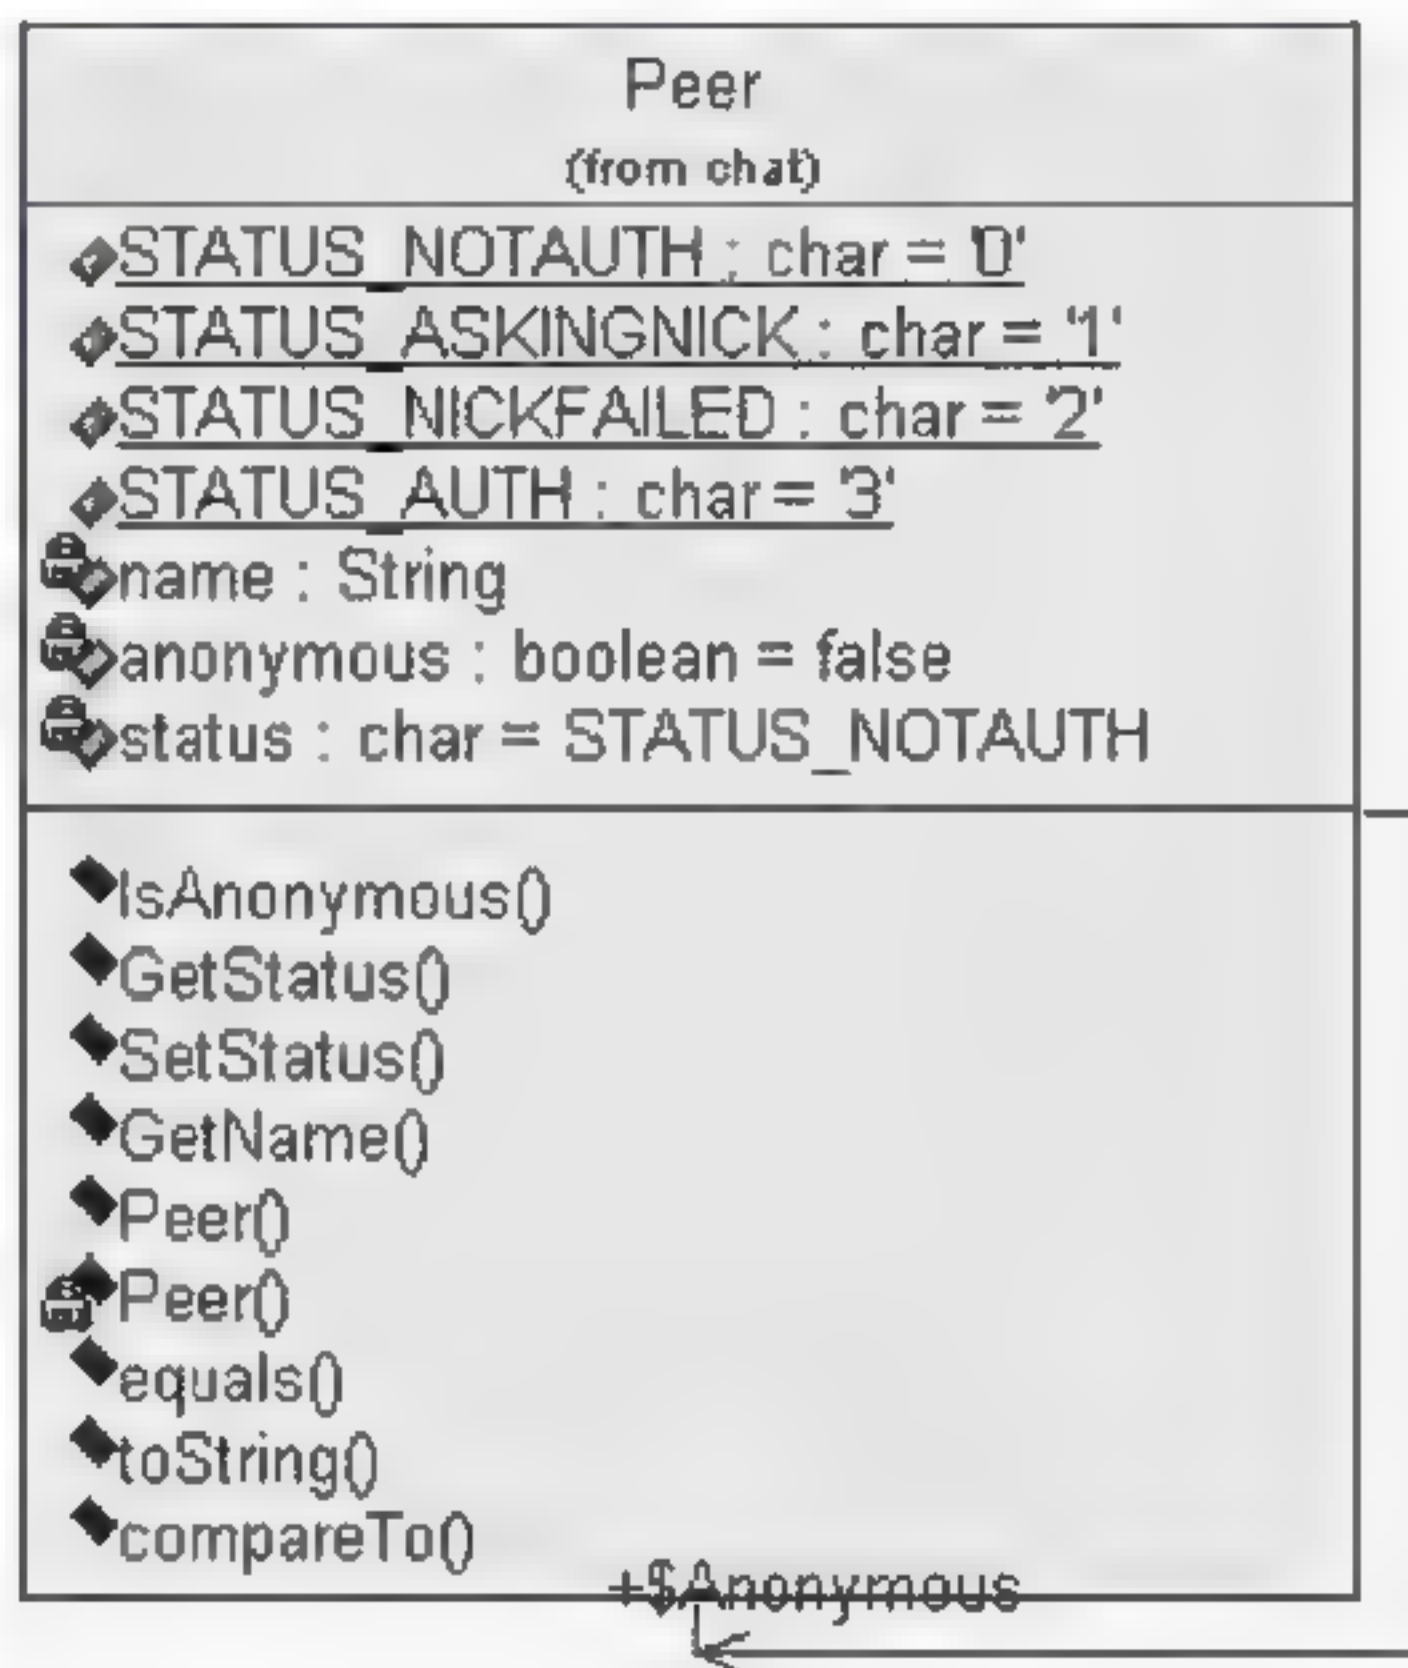 Peer
(from chat)
STATUS_NOTAUTH : char = '0'
STATUS_ASKINGNICK : char = '1'
STATUS_NICKFAILED : char = '2'
STATUS_AUTH : char = '3'
name : String
anonymous : boolean = false
status : char = STATUS_NOTAUTH
IsAnonymous()
GetStatus()
SetStatus()
GetName()
Peer()
Peer()
equals()
toString()
compareTo()
+$Anonymous